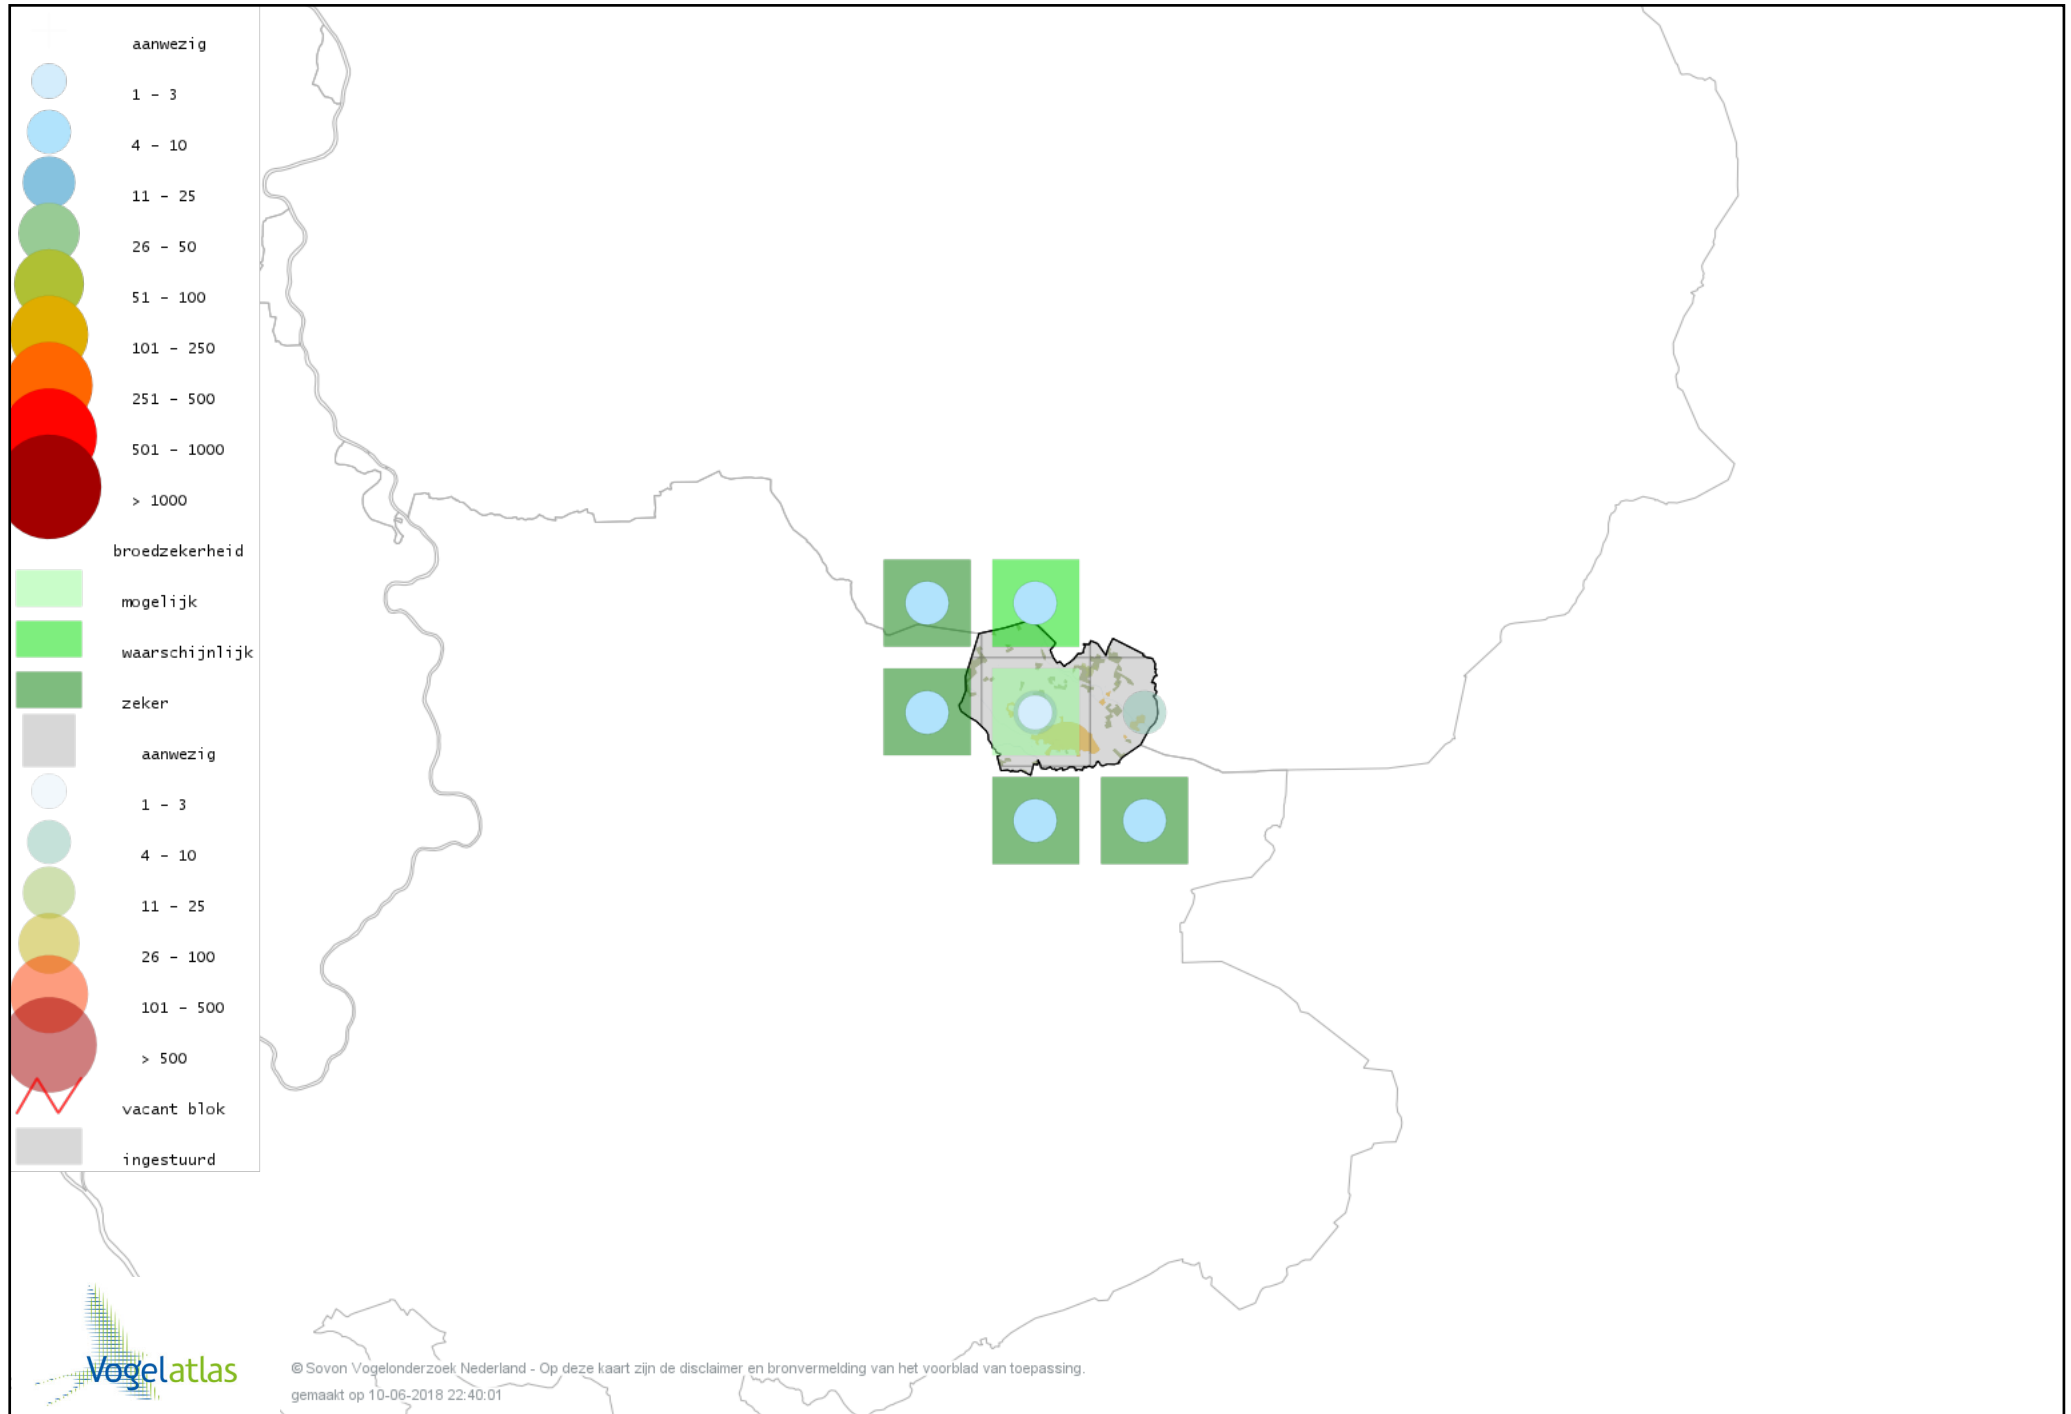 aanwezig
1 - 3
4 - 10
11 - 25
26 - 50
51 - 100
101 - 250
251 - 500
501 - 1000
> 1000
broedzekerheid
mogelijk
waarschijnlijk
zeker
aanwezig
1 - 3
4 - 10
11 - 25
26 - 100
101 - 500
> 500
vacant blok
ingestuurd
Vogelatlas
© Sovon Vogelonderzoek Nederland - Op deze kaart zijn de disclaimer en bronvermelding van het voorblad van toepassing.
gemaakt op 10-06-2018 22:40:01